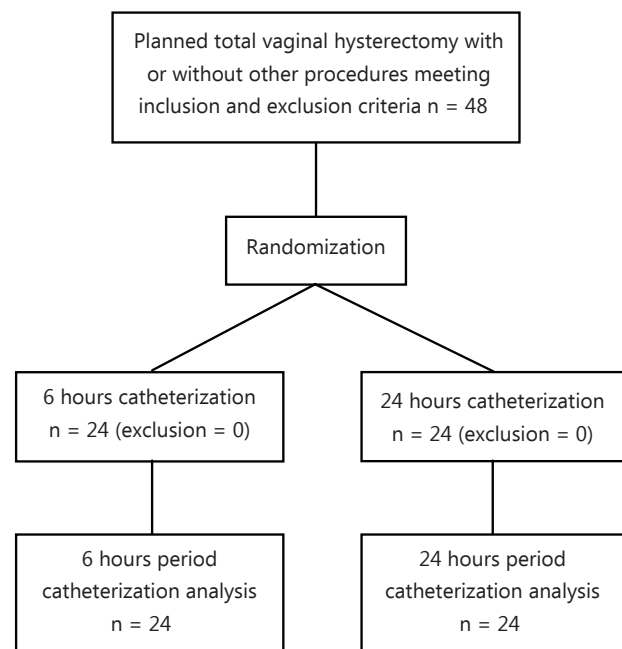 Planned total vaginal hysterectomy with
or without other procedures meeting
inclusion and exclusion criteria n = 48
Randomization
6 hours catheterization
n = 24 (exclusion = 0)
24 hours catheterization
n = 24 (exclusion = 0)
6 hours period
catheterization analysis
n = 24
24 hours period
catheterization analysis
n = 24